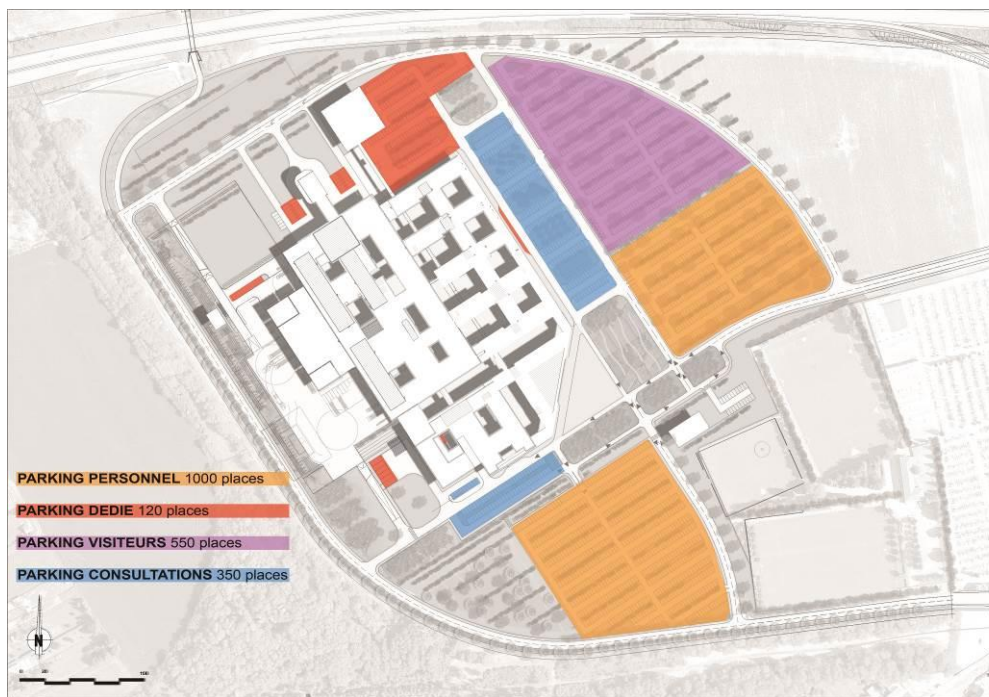 PARKING PERSONNEL 1000 places
PARKING DEDIE 120 places
PARKING VISITEURS 550 places
PARKING CONSULTATIONS 350 places
N